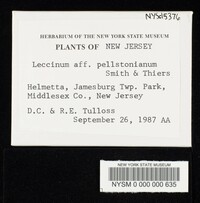 NYSd5376
HERBARIUM OF THE NEW YORK STATE MUSEUM
PLANTS OF NEW JERSEY
Leccinum aff. pellstonianum
Smith & Thiers
Helmetta, Jamesburg Twp. Park,
Middlesex Co., New Jersey
D.C. & R.E. Tulloss
September 26, 1987 AA
NEW YORK STATE MUSEUM
NYSM 0 000 000 635